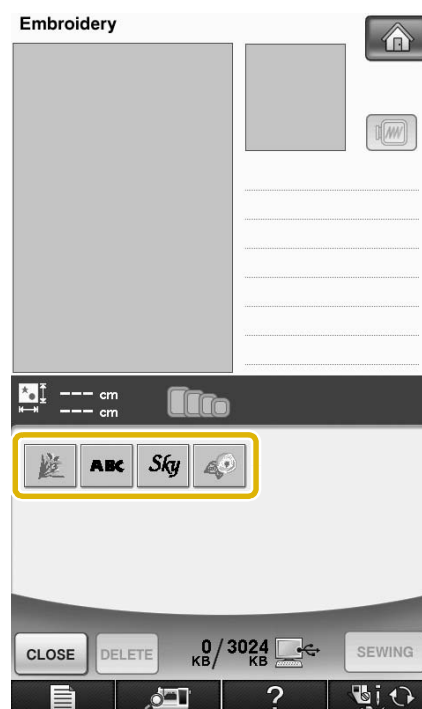 Embroidery
--- cm
--- cm
ABC Sky
CLOSE DELETE 0 KB / 3024 KB SEWING
?
i